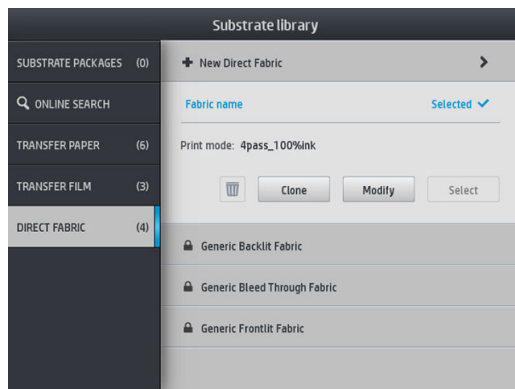 Substrate library
SUBSTRATE PACKAGES (0)
ONLINE SEARCH
TRANSFER PAPER (6)
TRANSFER FILM (3)
DIRECT FABRIC (4)
New Direct Fabric
Fabric name Selected
Print mode: 4pass_100%ink
Clone Modify Select
Generic Backlit Fabric
Generic Bleed Through Fabric
Generic Frontlit Fabric